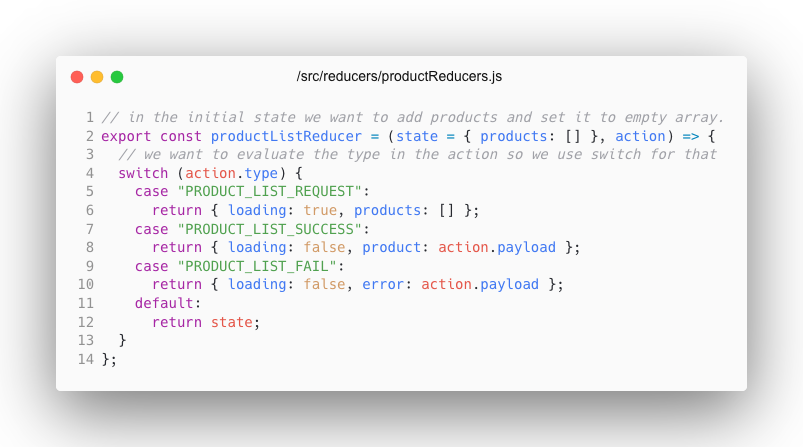 /src/reducers/productReducers.js
1 // in the initial state we want to add products and set it to empty array.
2 export const productListReducer = (state = { products: [] }, action) => {
3   // we want to evaluate the type in the action so we use switch for that
4   switch (action.type) {
5     case "PRODUCT_LIST_REQUEST":
6       return { loading: true, products: [] };
7     case "PRODUCT_LIST_SUCCESS":
8       return { loading: false, product: action.payload };
9     case "PRODUCT_LIST_FAIL":
10       return { loading: false, error: action.payload };
11     default:
12       return state;
13   }
14 };